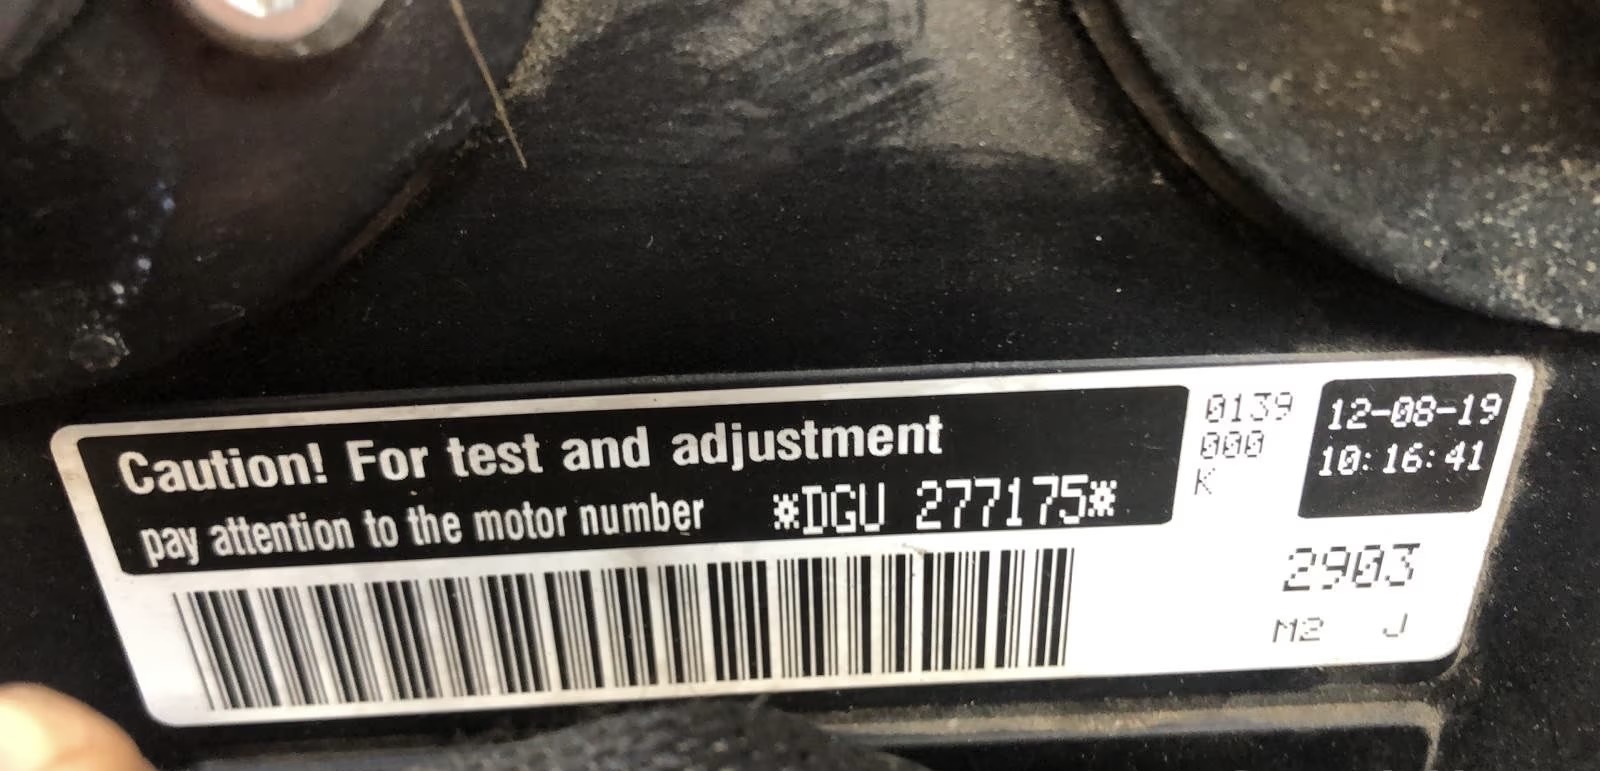 Caution! For test and adjustment
pay attention to the motor number *DGU 277175*
0139
000
K
12-08-19
10:16:41
2903
M2 J